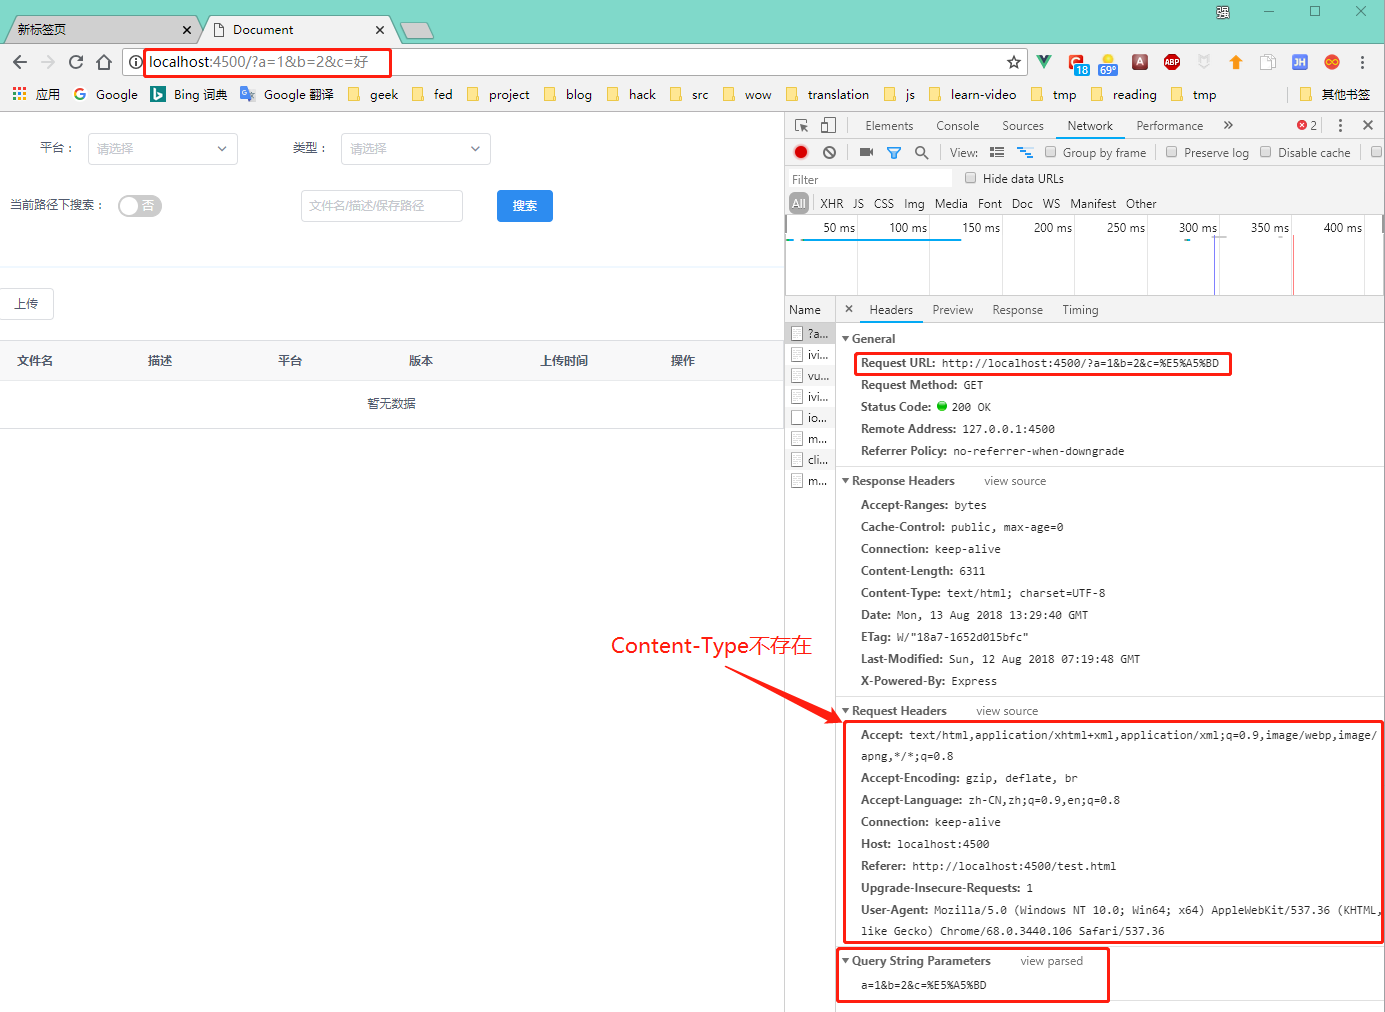 强
新标签页
Document
localhost:4500/?a=1&b=2&c=好
18
A
69°
ABP
JH
应用
Google
Bing 词典
Google 翻译
geek
fed
project
blog
hack
src
wow
translation
js
learn-video
tmp
reading
tmp
其他书签
平台：
请选择
类型：
请选择
当前路径下搜索：
否
文件名/描述/保存路径
搜索
上传
文件名
描述
平台
版本
上传时间
操作
暂无数据
Elements
Console
Sources
Network
Performance
»
2
View:
Group by frame
Preserve log
Disable cache
Filter
Hide data URLs
All
XHR
JS
CSS
Img
Media
Font
Doc
WS
Manifest
Other
50 ms
100 ms
150 ms
200 ms
250 ms
300 ms
350 ms
400 ms
Name
Headers
Preview
Response
Timing
?a...
ivi...
vu...
ivi...
io...
m...
cli...
m...
General
Request URL: http://localhost:4500/?a=1&b=2&c=%E5%A5%BD
Request Method: GET
Status Code: 200 OK
Remote Address: 127.0.0.1:4500
Referrer Policy: no-referrer-when-downgrade
Response Headers view source
Accept-Ranges: bytes
Cache-Control: public, max-age=0
Connection: keep-alive
Content-Length: 6311
Content-Type: text/html; charset=UTF-8
Date: Mon, 13 Aug 2018 13:29:40 GMT
ETag: W/"18a7-1652d015bfc"
Last-Modified: Sun, 12 Aug 2018 07:19:48 GMT
X-Powered-By: Express
Content-Type不存在
Request Headers view source
Accept: text/html,application/xhtml+xml,application/xml;q=0.9,image/webp,image/
apng,*/*;q=0.8
Accept-Encoding: gzip, deflate, br
Accept-Language: zh-CN,zh;q=0.9,en;q=0.8
Connection: keep-alive
Host: localhost:4500
Referer: http://localhost:4500/test.html
Upgrade-Insecure-Requests: 1
User-Agent: Mozilla/5.0 (Windows NT 10.0; Win64; x64) AppleWebKit/537.36 (KHTML,
like Gecko) Chrome/68.0.3440.106 Safari/537.36
Query String Parameters view parsed
a=1&b=2&c=%E5%A5%BD